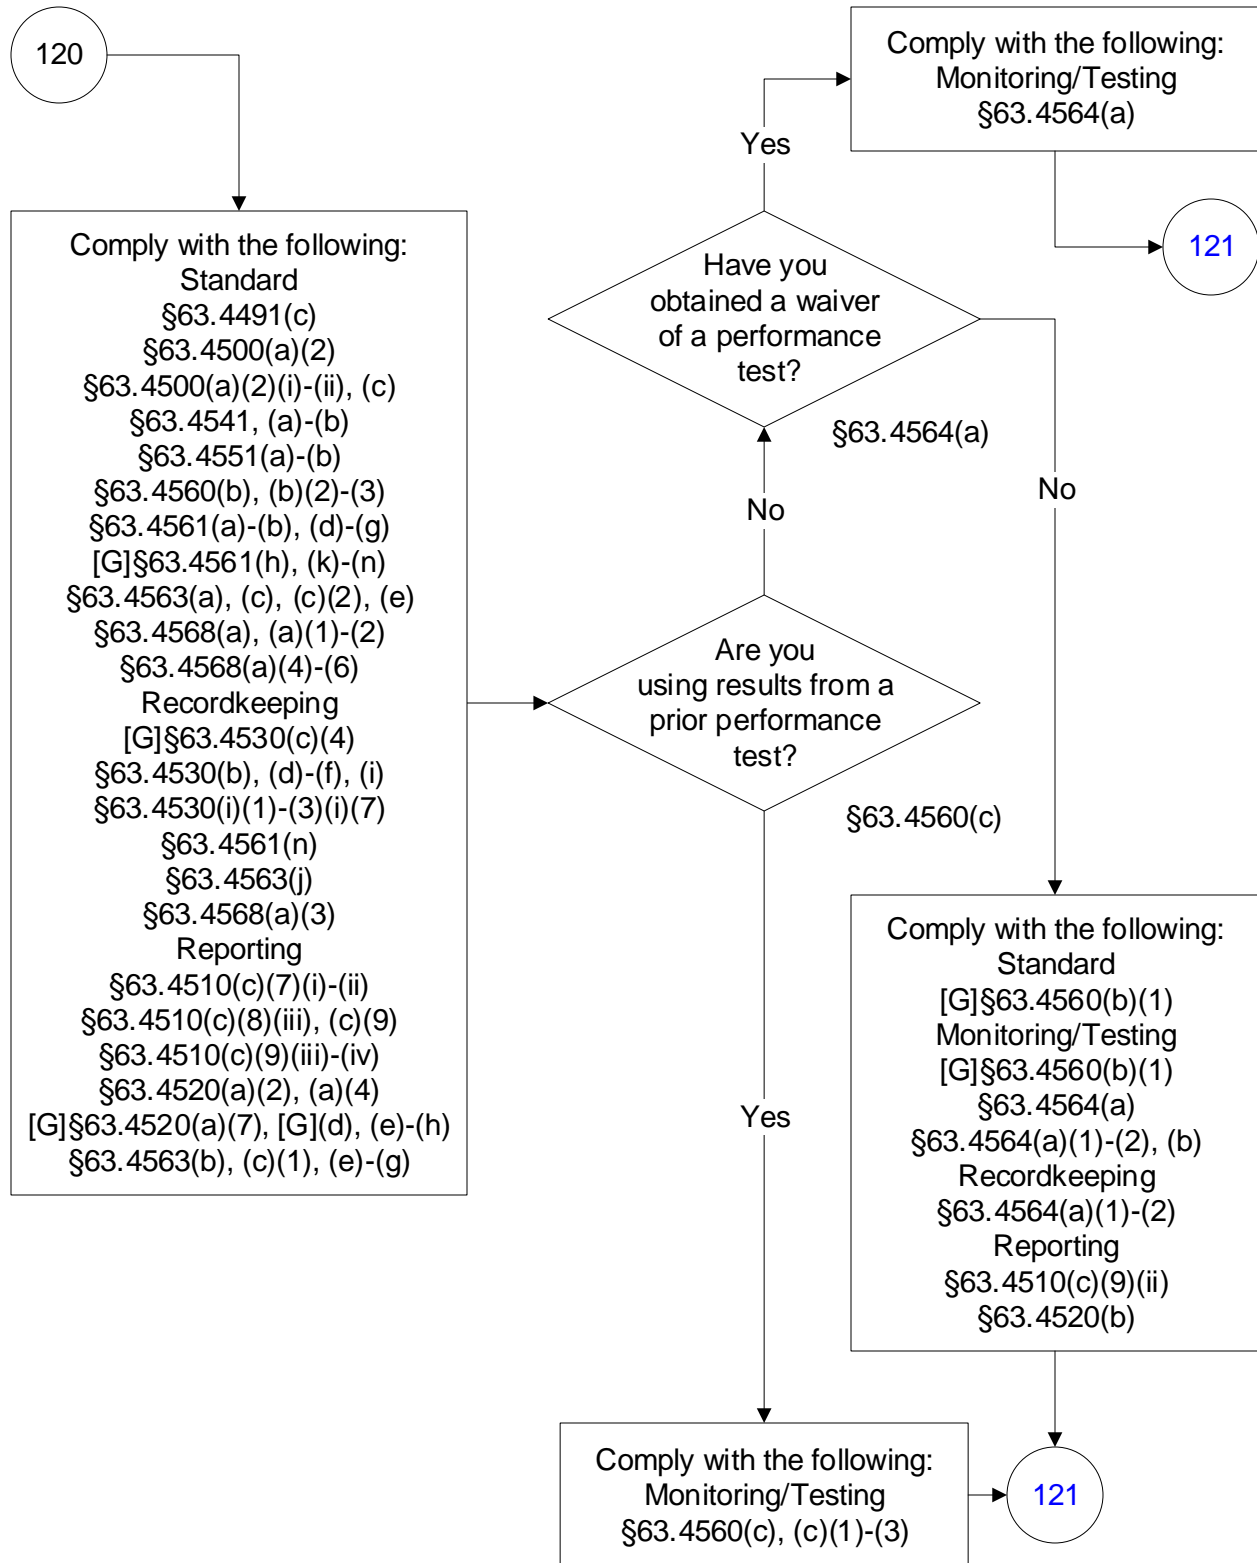 120
Comply with the following:
Standard
§63.4491(c)
§63.4500(a)(2)
§63.4500(a)(2)(i)-(ii), (c)
§63.4541, (a)-(b)
§63.4551(a)-(b)
§63.4560(b), (b)(2)-(3)
§63.4561(a)-(b), (d)-(g)
[G]§63.4561(h), (k)-(n)
§63.4563(a), (c), (c)(2), (e)
§63.4568(a), (a)(1)-(2)
§63.4568(a)(4)-(6)
Recordkeeping
[G]§63.4530(c)(4)
§63.4530(b), (d)-(f), (i)
§63.4530(i)(1)-(3)(i)(7)
§63.4561(n)
§63.4563(j)
§63.4568(a)(3)
Reporting
§63.4510(c)(7)(i)-(ii)
§63.4510(c)(8)(iii), (c)(9)
§63.4510(c)(9)(iii)-(iv)
§63.4520(a)(2), (a)(4)
[G]§63.4520(a)(7), [G](d), (e)-(h)
§63.4563(b), (c)(1), (e)-(g)
Are you
using results from a
prior performance
test?
§63.4560(c)
No
Have you
obtained a waiver
of a performance
test?
§63.4564(a)
Yes
Comply with the following:
Monitoring/Testing
§63.4564(a)
121
No
Comply with the following:
Standard
[G]§63.4560(b)(1)
Monitoring/Testing
[G]§63.4560(b)(1)
§63.4564(a)
§63.4564(a)(1)-(2), (b)
Recordkeeping
§63.4564(a)(1)-(2)
Reporting
§63.4510(c)(9)(ii)
§63.4520(b)
Yes
Comply with the following:
Monitoring/Testing
§63.4560(c), (c)(1)-(3)
121